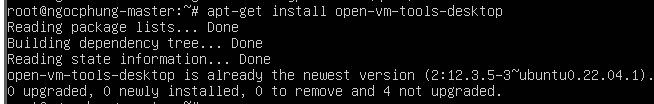 root@ngocphung-master:~# apt-get install open-vm-tools-desktop
Reading package lists... Done
Building dependency tree... Done
Reading state information... Done
open-vm-tools-desktop is already the newest version (2:12.3.5-3~ubuntu0.22.04.1).
0 upgraded, 0 newly installed, 0 to remove and 4 not upgraded.
root@ngocphung-master:~#